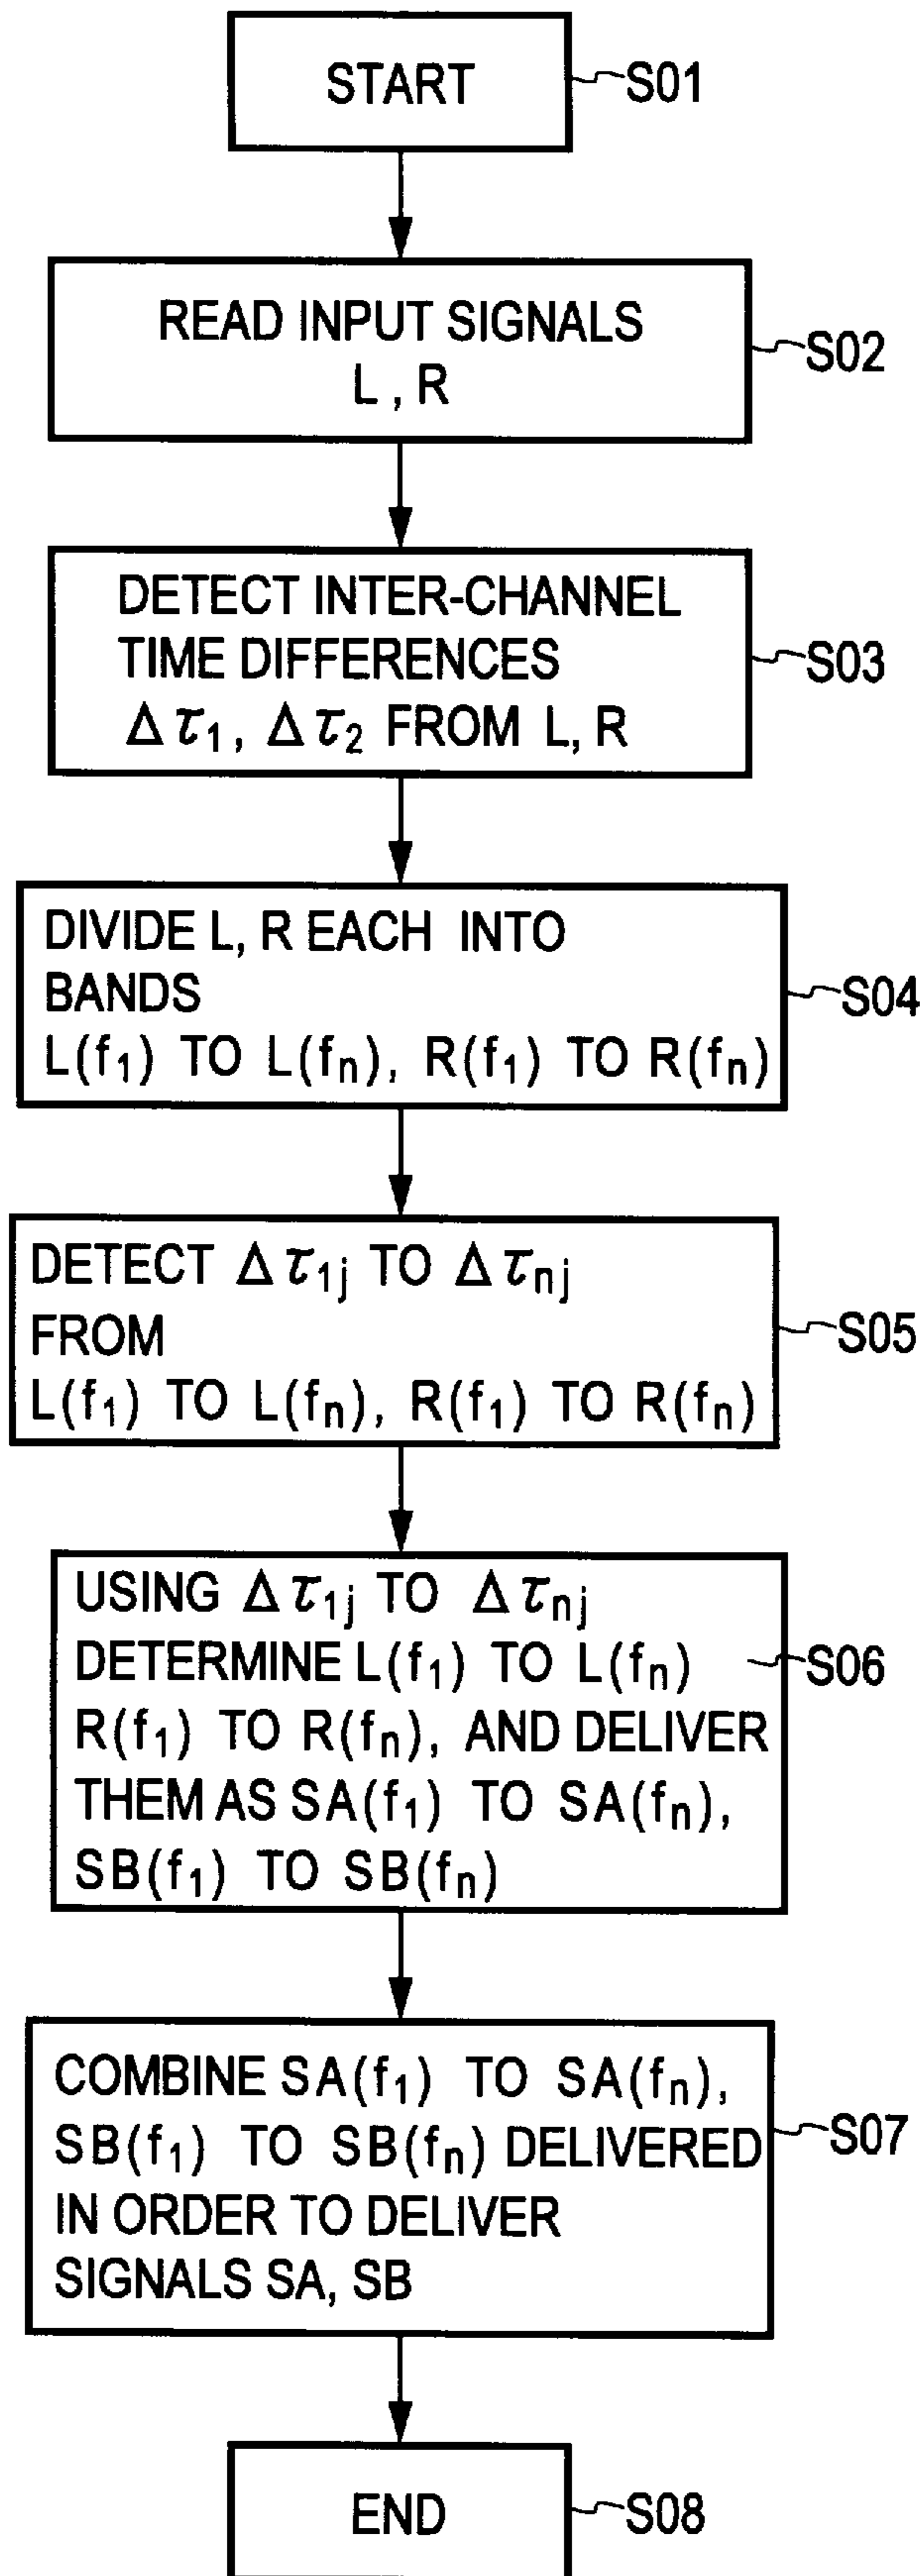 START
S01
READ INPUT SIGNALS
L , R
S02
DETECT INTER-CHANNEL
TIME DIFFERENCES
Δτ₁, Δτ₂ FROM L, R
S03
DIVIDE L, R EACH INTO
BANDS
L(f₁) TO L(fₙ), R(f₁) TO R(fₙ)
S04
DETECT Δτ₁ⱼ TO Δτₙⱼ
FROM
L(f₁) TO L(fₙ), R(f₁) TO R(fₙ)
S05
USING Δτ₁ⱼ TO Δτₙⱼ
DETERMINE L(f₁) TO L(fₙ)
R(f₁) TO R(fₙ), AND DELIVER
THEM AS SA(f₁) TO SA(fₙ),
SB(f₁) TO SB(fₙ)
S06
COMBINE SA(f₁) TO SA(fₙ),
SB(f₁) TO SB(fₙ) DELIVERED
IN ORDER TO DELIVER
SIGNALS SA, SB
S07
END
S08